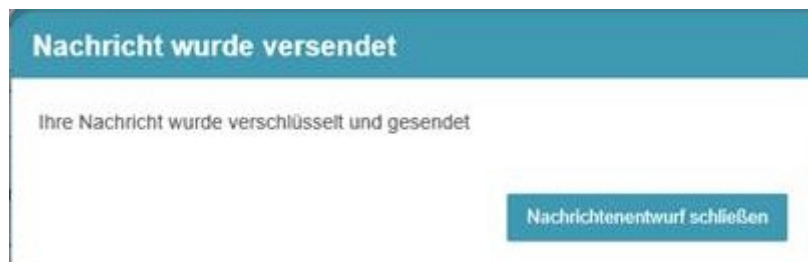 Nachricht wurde versendet
Ihre Nachricht wurde verschlüsselt und gesendet
Nachrichtenentwurf schließen